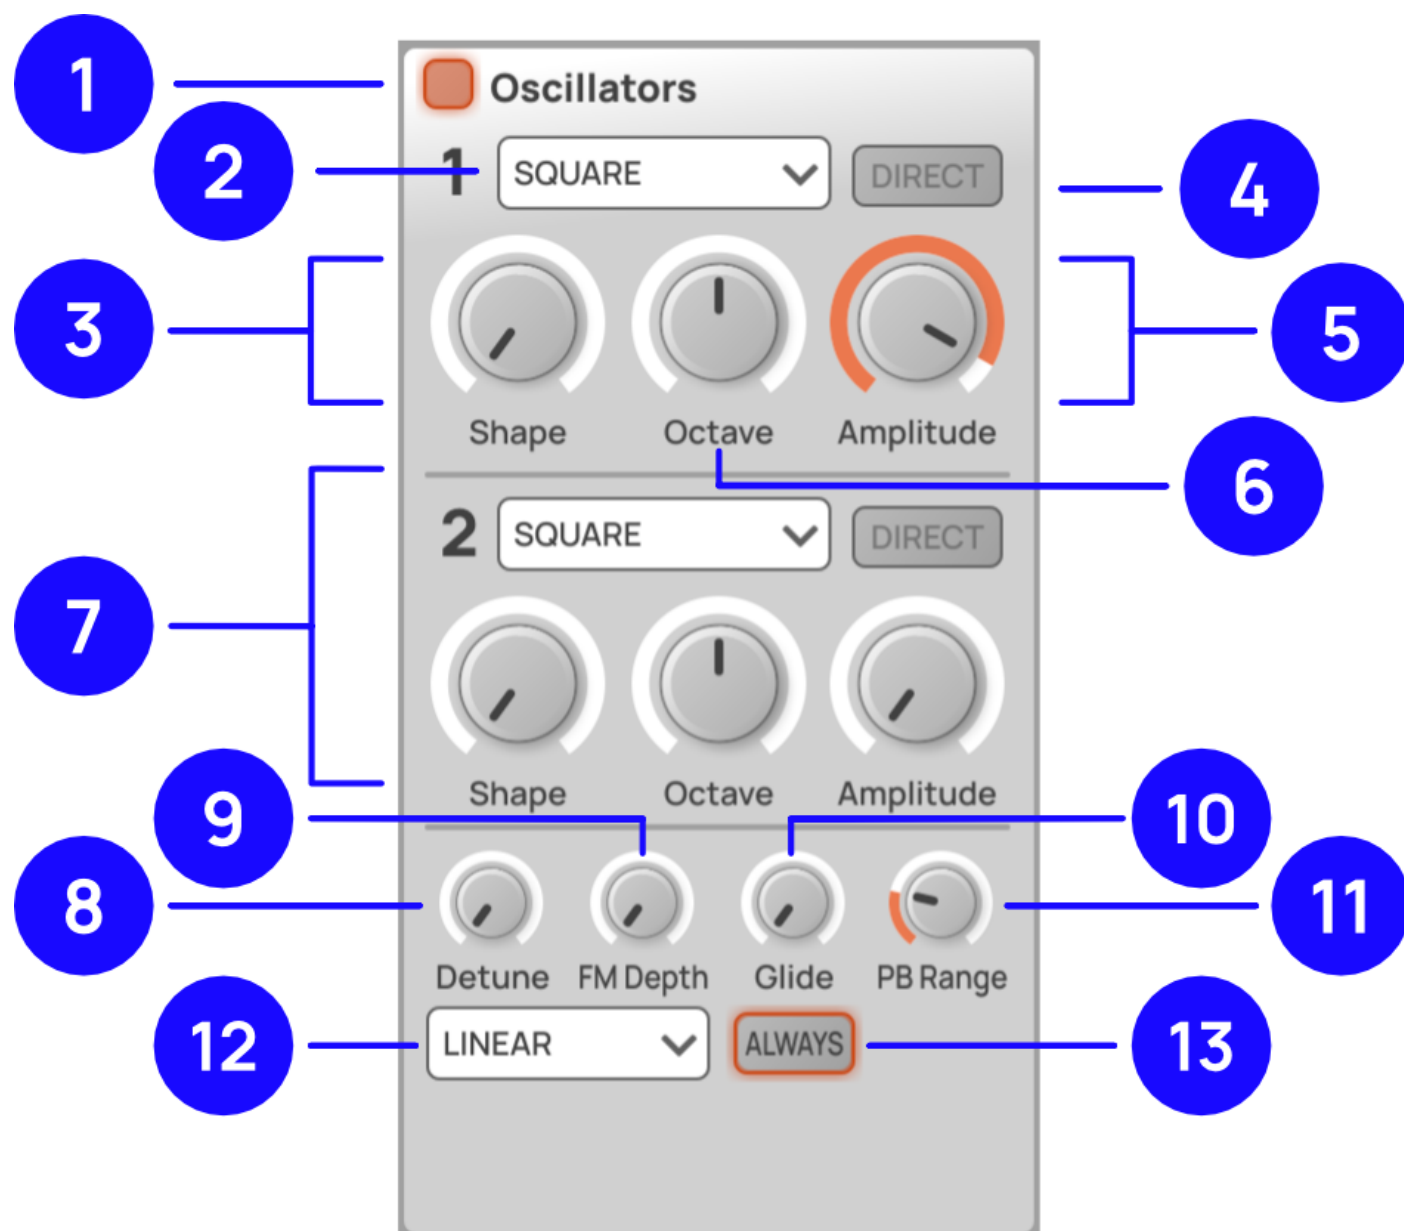 1
Oscillators
2
1
SQUARE
DIRECT
4
3
5
Shape
Octave
Amplitude
6
2
SQUARE
DIRECT
7
Shape
Octave
Amplitude
9
10
8
11
Detune
FM Depth
Glide
PB Range
12
LINEAR
ALWAYS
13